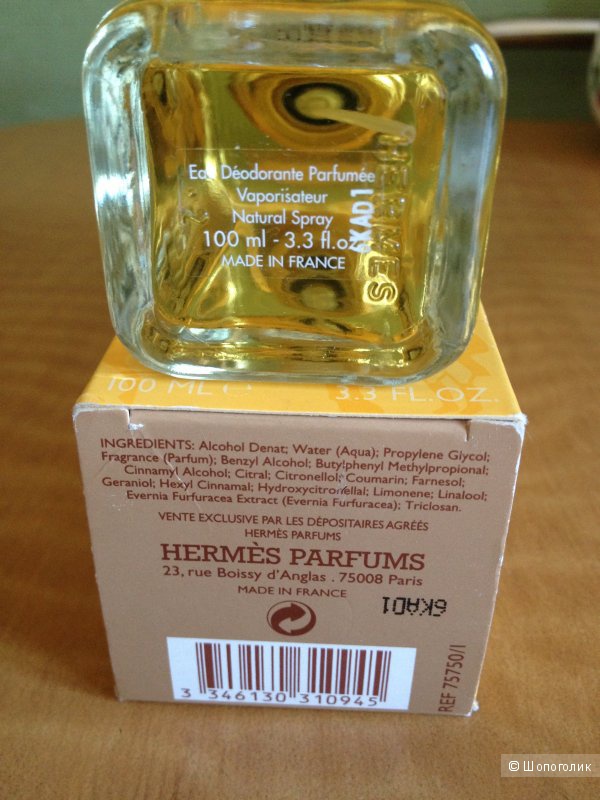 Eau Déodorante Parfumée
Vaporisateur
Natural Spray
100 ml - 3.3 fl.oz
MADE IN FRANCE
6KAD1
HERMES
100 ML ℮ 3.3 FL.OZ.
INGREDIENTS: Alcohol Denat; Water (Aqua); Propylene Glycol;
Fragrance (Parfum); Benzyl Alcohol; Butylphenyl Methylpropional;
Cinnamyl Alcohol; Citral; Citronellol; Coumarin; Farnesol;
Geraniol; Hexyl Cinnamal; Hydroxycitronellal; Limonene; Linalool;
Evernia Furfuracea Extract (Evernia Furfuracea); Triclosan.
VENTE EXCLUSIVE PAR LES DÉPOSITAIRES AGRÉÉS
HERMÈS PARFUMS
HERMÈS PARFUMS
23, rue Boissy d'Anglas . 75008 Paris
MADE IN FRANCE
6KAD1
3 346130 310945
REF 75750/1
© Шопоголик